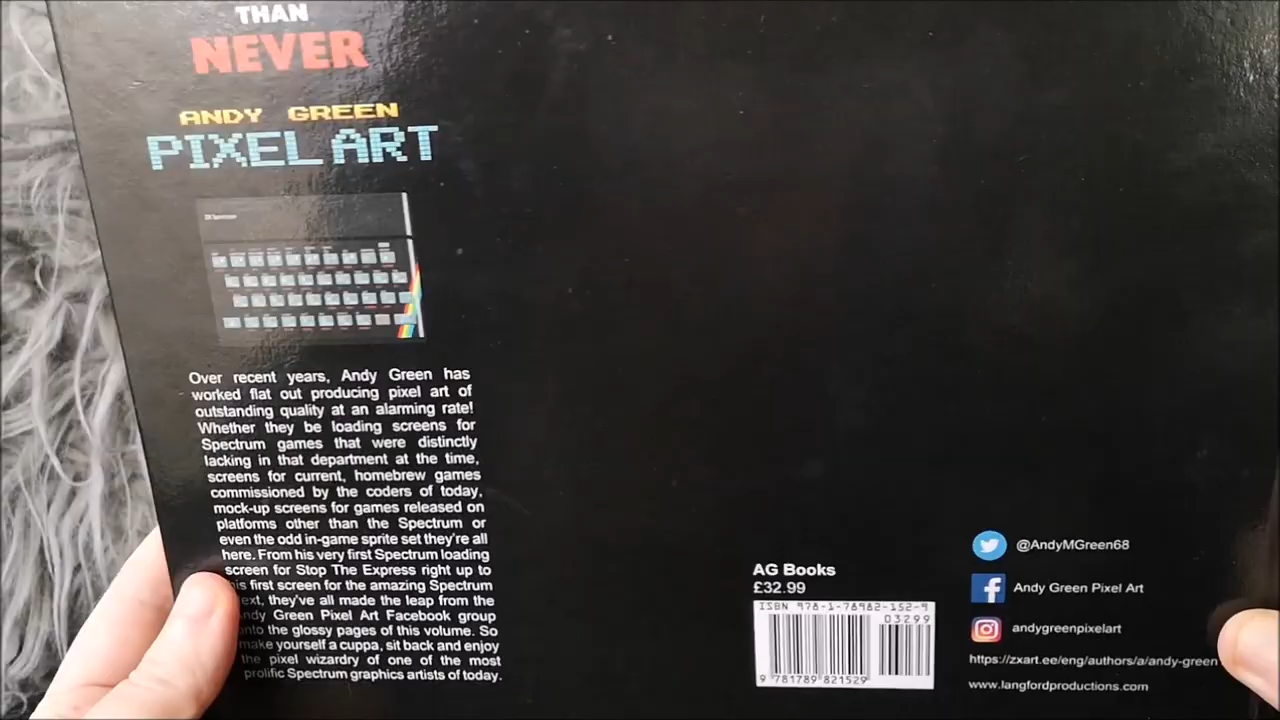 THAN
NEVER
ANDY GREEN
PIXEL ART
ZX Spectrum
Over recent years, Andy Green has
worked flat out producing pixel art of
outstanding quality at an alarming rate!
Whether they be loading screens for
Spectrum games that were distinctly
lacking in that department at the time,
screens for current, homebrew games
commissioned by the coders of today,
mock-up screens for games released on
platforms other than the Spectrum or
even the odd in-game sprite set they're all
here. From his very first Spectrum loading
screen for Stop The Express right up to
his first screen for the amazing Spectrum
ext, they've all made the leap from the
ndy Green Pixel Art Facebook group
onto the glossy pages of this volume. So
make yourself a cuppa, sit back and enjoy
the pixel wizardry of one of the most
prolific Spectrum graphics artists of today.
AG Books
£32.99
ISBN 978-1-78982-152-9
03299
9 781789 821529
@AndyMGreen68
Andy Green Pixel Art
andygreenpixelart
https://zxart.ee/eng/authors/a/andy-green
www.langfordproductions.com